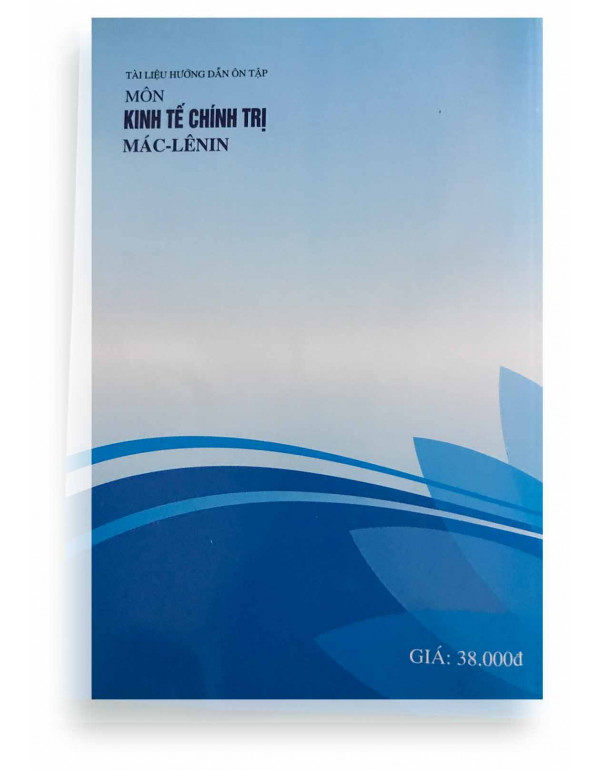 TÀI LIỆU HƯỚNG DẪN ÔN TẬP
MÔN
KINH TẾ CHÍNH TRỊ
MÁC-LÊNIN
GIÁ: 38.000đ